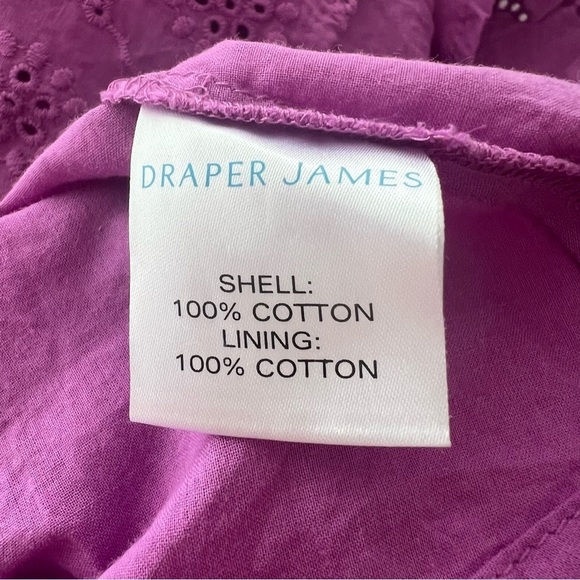 DRAPER JAMES
SHELL:
100% COTTON
LINING:
100% COTTON